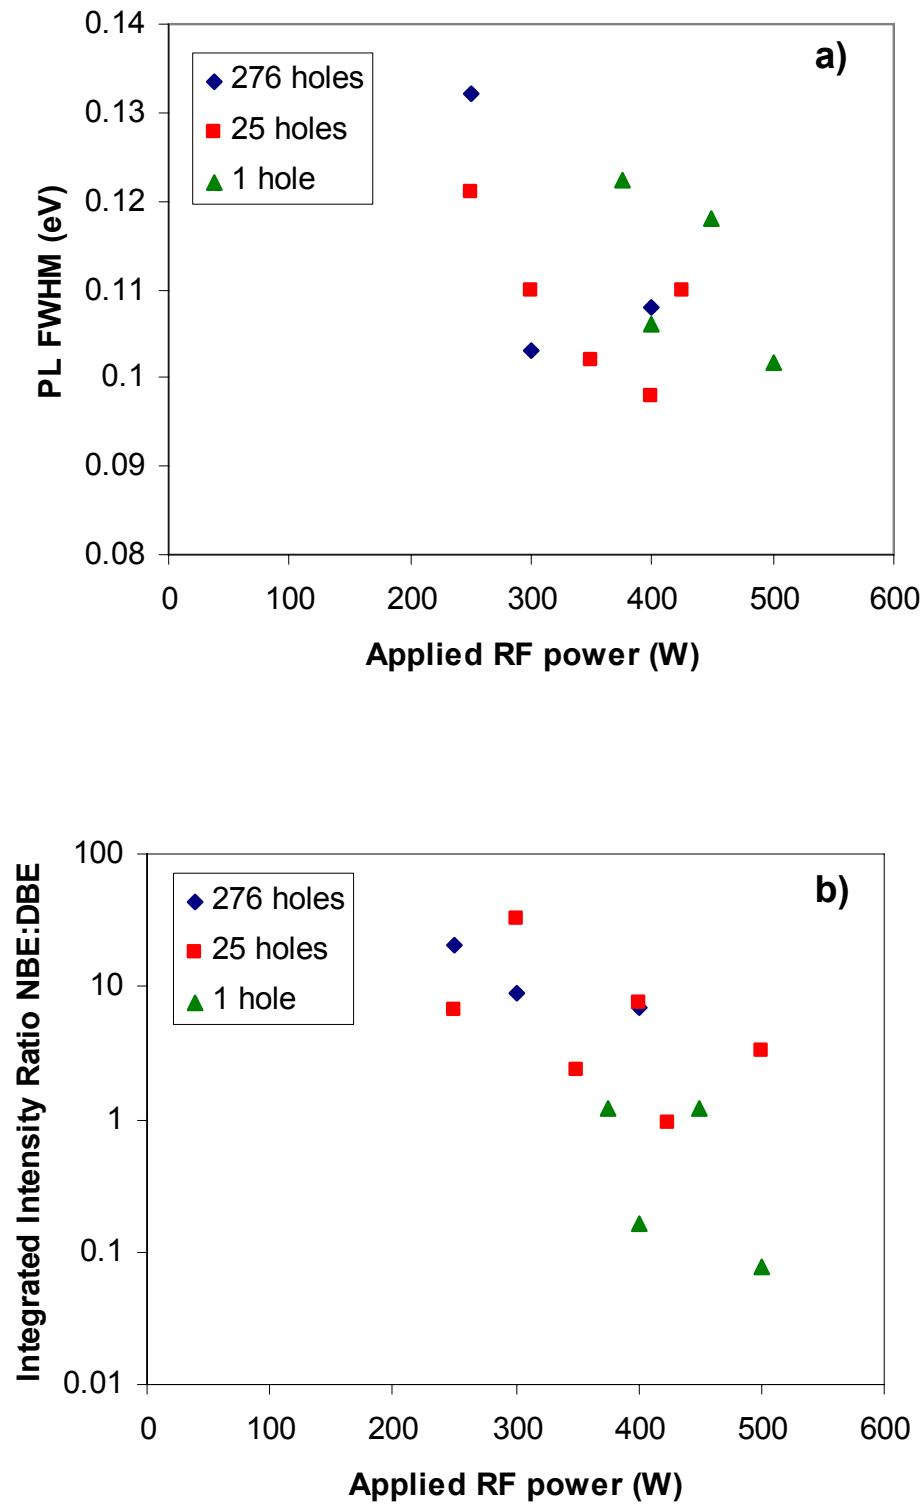 0.14
a)
276 holes
0.13
25 holes
1 hole
0.12
PL FWHM (eV)
0.11
0.1
0.09
0.08
0 100 200 300 400 500 600
Applied RF power (W)
100
b)
276 holes
25 holes
1 hole
10
Integrated Intensity Ratio NBE:DBE
1
0.1
0.01
0 100 200 300 400 500 600
Applied RF power (W)